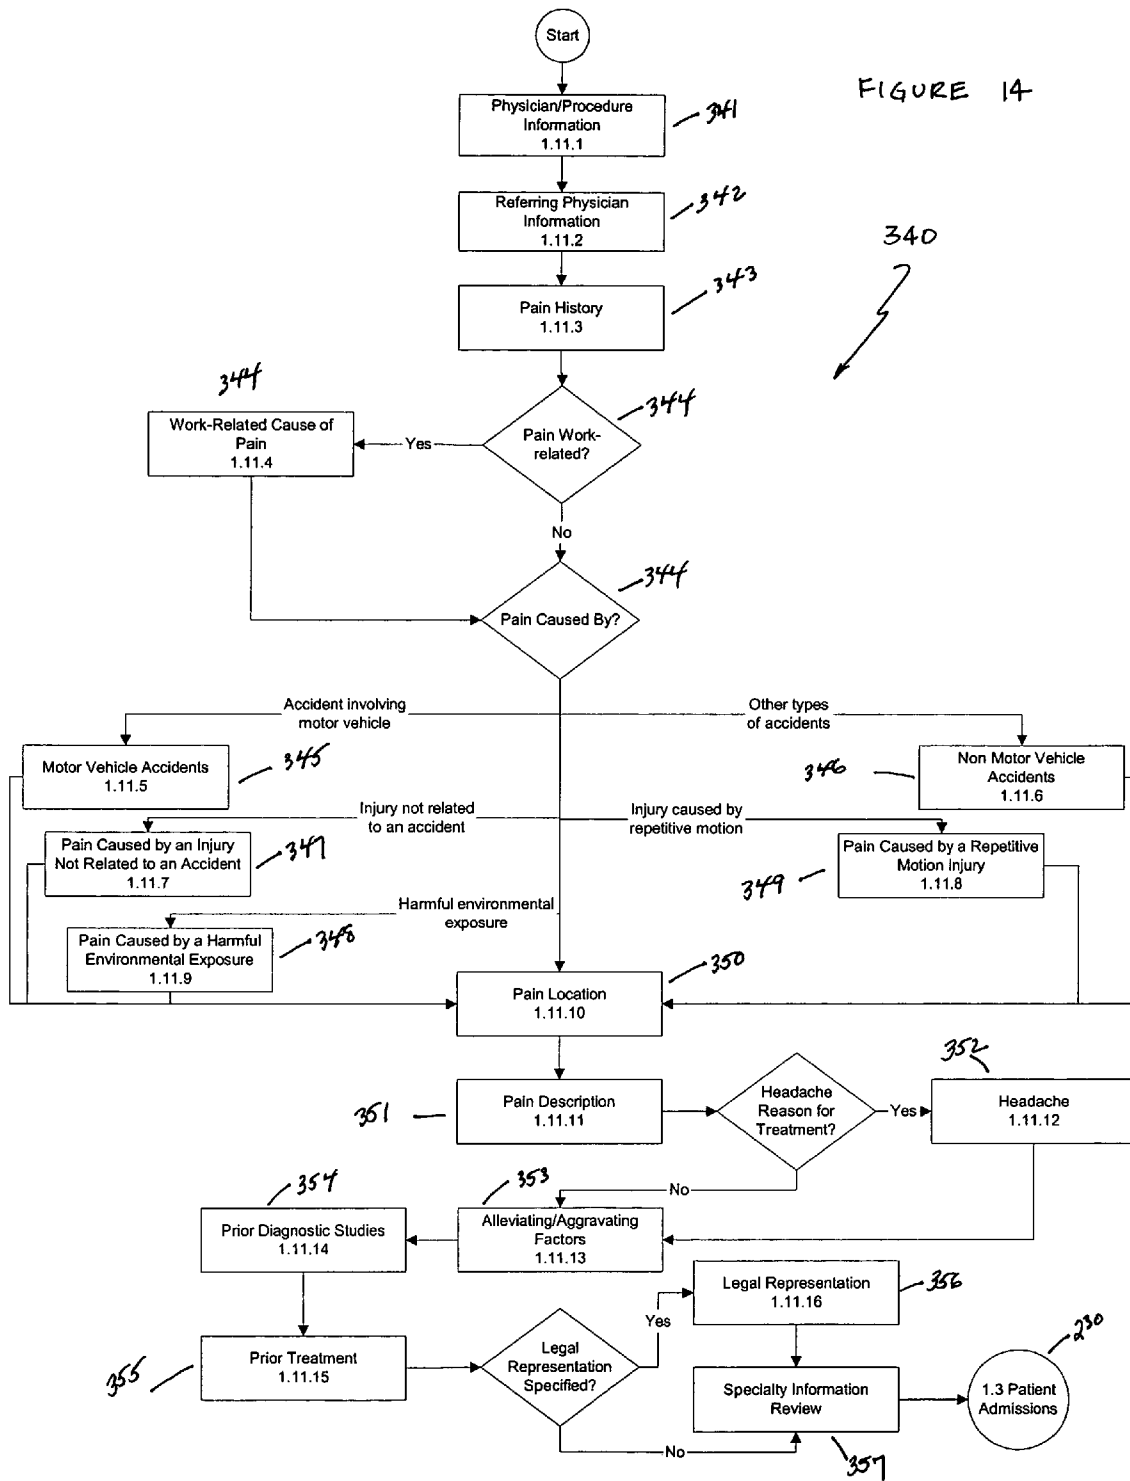 Start
FIGURE 14
Physician/Procedure
Information
1.11.1
341
Referring Physician
Information
1.11.2
342
340
Pain History
1.11.3
343
344
Work-Related Cause of
Pain
1.11.4
Yes
Pain Work-
related?
344
No
Pain Caused By?
344
Accident involving
motor vehicle
Other types
of accidents
Motor Vehicle Accidents
1.11.5
345
346
Non Motor Vehicle
Accidents
1.11.6
Injury not related
to an accident
Injury caused by
repetitive motion
Pain Caused by an Injury
Not Related to an Accident
1.11.7
347
349
Pain Caused by a Repetitive
Motion Injury
1.11.8
Harmful environmental
exposure
Pain Caused by a Harmful
Environmental Exposure
1.11.9
348
Pain Location
1.11.10
350
351
Pain Description
1.11.11
Headache
Reason for
Treatment?
Yes
352
Headache
1.11.12
No
354
Prior Diagnostic Studies
1.11.14
353
Alleviating/Aggravating
Factors
1.11.13
Legal Representation
1.11.16
356
355
Prior Treatment
1.11.15
Legal
Representation
Specified?
Yes
Specialty Information
Review
357
1.3 Patient
Admissions
230
No